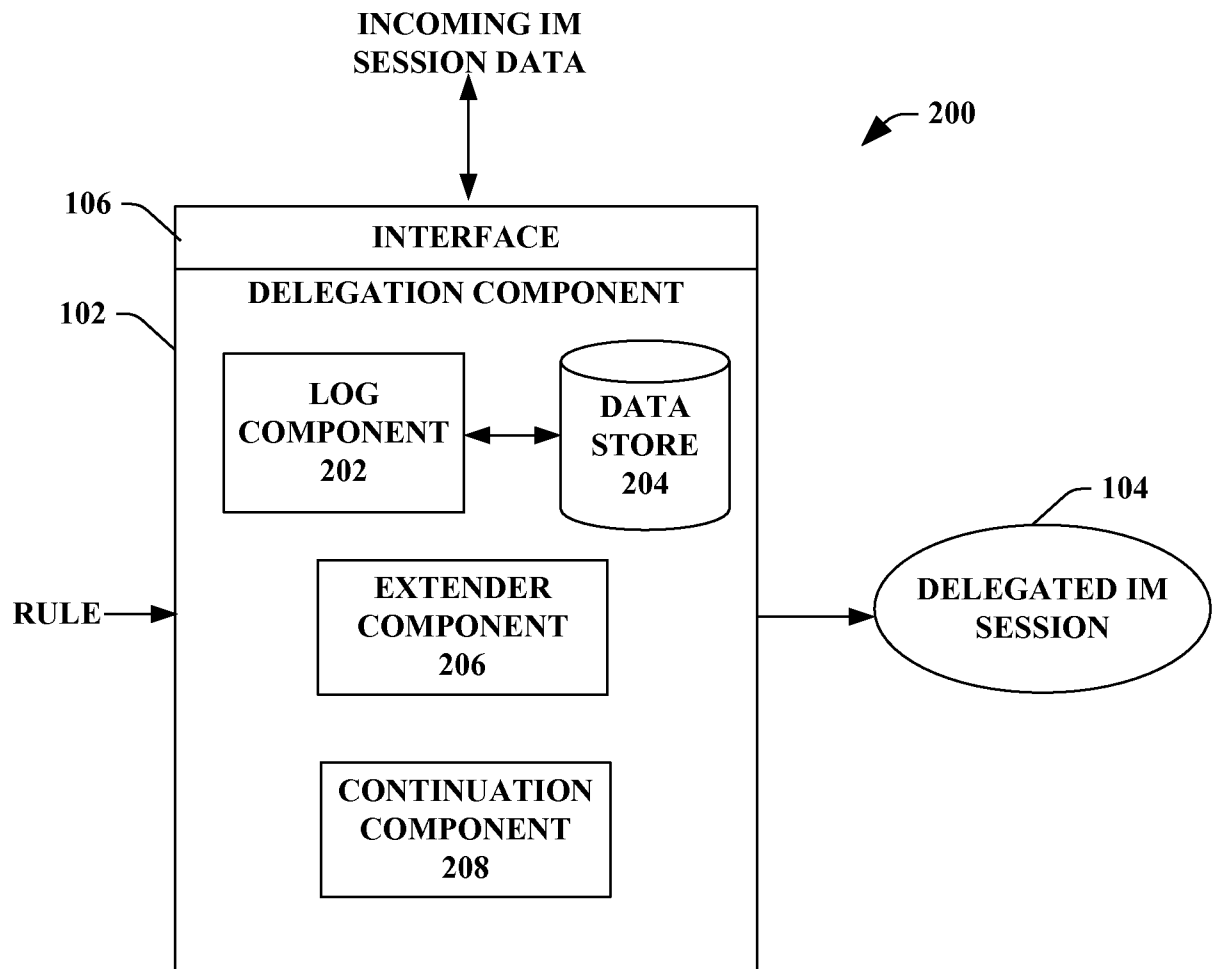 INCOMING IM
SESSION DATA
200
106
INTERFACE
DELEGATION COMPONENT
102
LOG
COMPONENT
202
DATA
STORE
204
104
DELEGATED IM
SESSION
RULE
EXTENDER
COMPONENT
206
CONTINUATION
COMPONENT
208